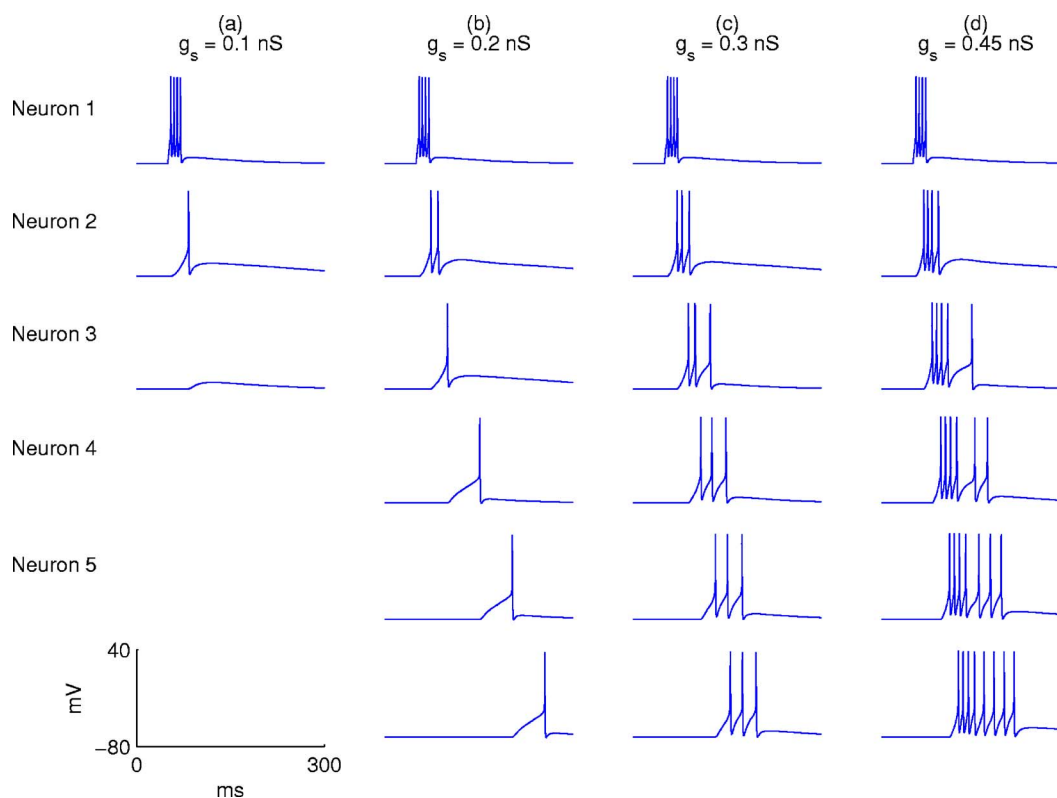 (a) (b) (c) (d)
g_s = 0.1 nS g_s = 0.2 nS g_s = 0.3 nS g_s = 0.45 nS
Neuron 1
Neuron 2
Neuron 3
Neuron 4
Neuron 5
40
mV
−80
0 300
ms